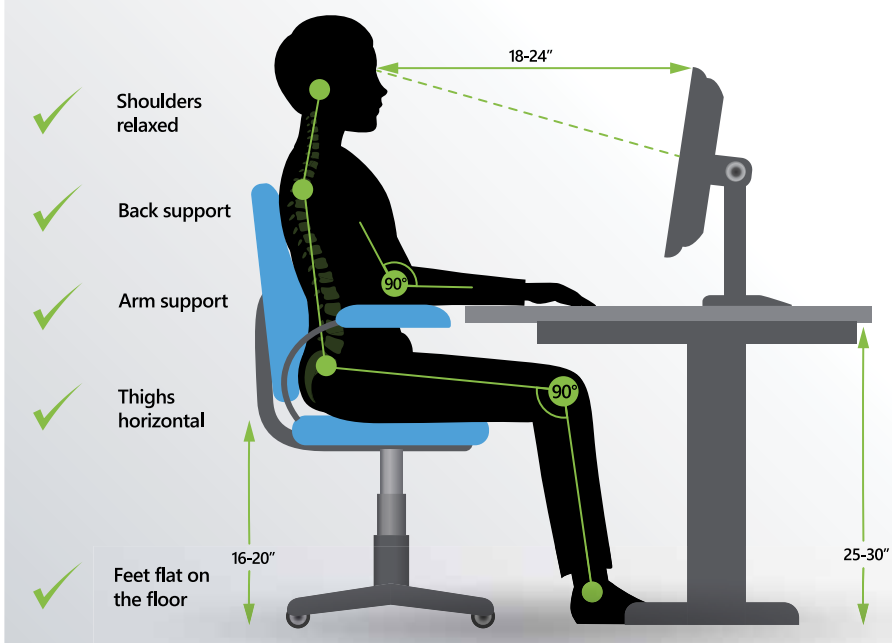 18-24”
Shoulders
relaxed
Back support
90°
Arm support
Thighs
horizontal
90°
16-20”
25-30”
Feet flat on
the floor